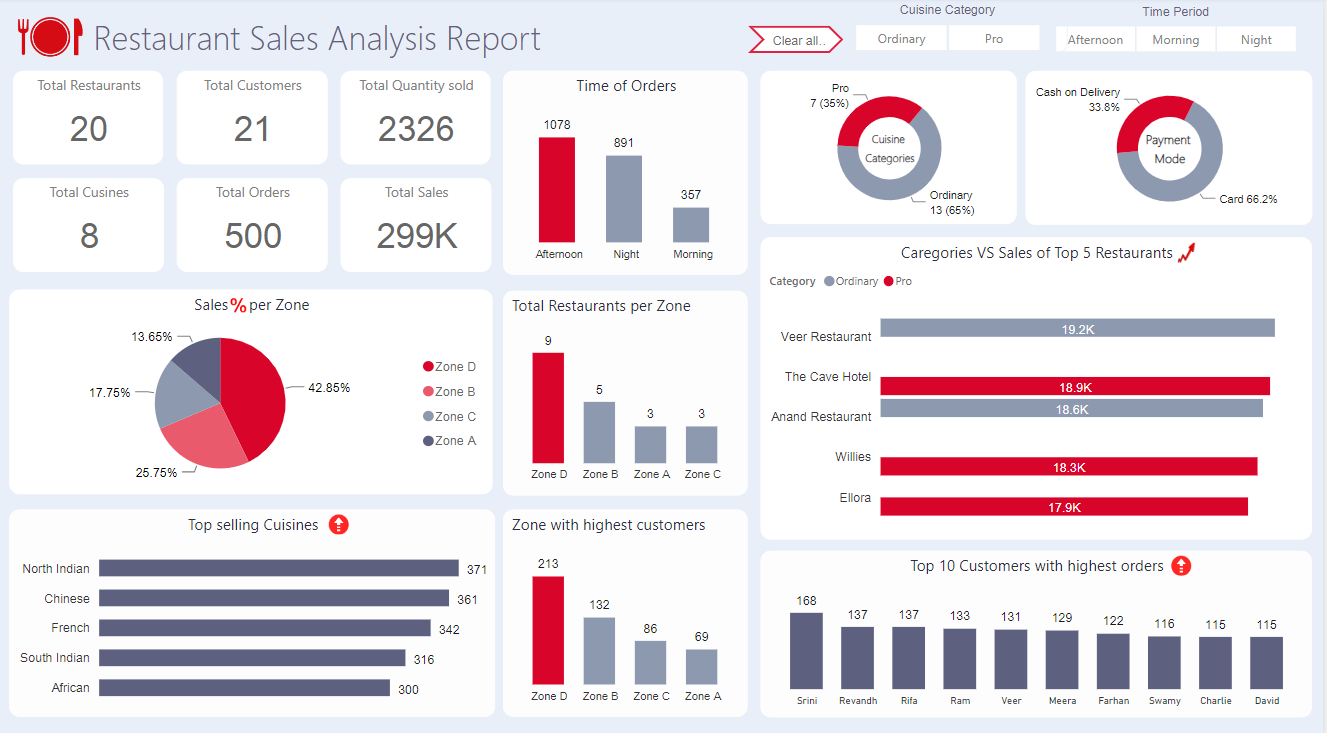 Restaurant Sales Analysis Report
Clear all..
Cuisine Category
Ordinary
Pro
Time Period
Afternoon
Morning
Night
Total Restaurants
20
Total Customers
21
Total Quantity sold
2326
Total Cusines
8
Total Orders
500
Total Sales
299K
Time of Orders
1078
891
357
Afternoon
Night
Morning
Pro
7 (35%)
Cuisine
Categories
Ordinary
13 (65%)
Cash on Delivery
33.8%
Payment
Mode
Card 66.2%
Sales % per Zone
13.65%
17.75%
42.85%
25.75%
Zone D
Zone B
Zone C
Zone A
Total Restaurants per Zone
9
5
3
3
Zone D
Zone B
Zone A
Zone C
Caregories VS Sales of Top 5 Restaurants
Category
Ordinary
Pro
Veer Restaurant
19.2K
The Cave Hotel
18.9K
Anand Restaurant
18.6K
Willies
18.3K
Ellora
17.9K
Top selling Cuisines
North Indian
371
Chinese
361
French
342
South Indian
316
African
300
Zone with highest customers
213
132
86
69
Zone D
Zone B
Zone C
Zone A
Top 10 Customers with highest orders
168
137
137
133
131
129
122
116
115
115
Srini
Revandh
Rifa
Ram
Veer
Meera
Farhan
Swamy
Charlie
David